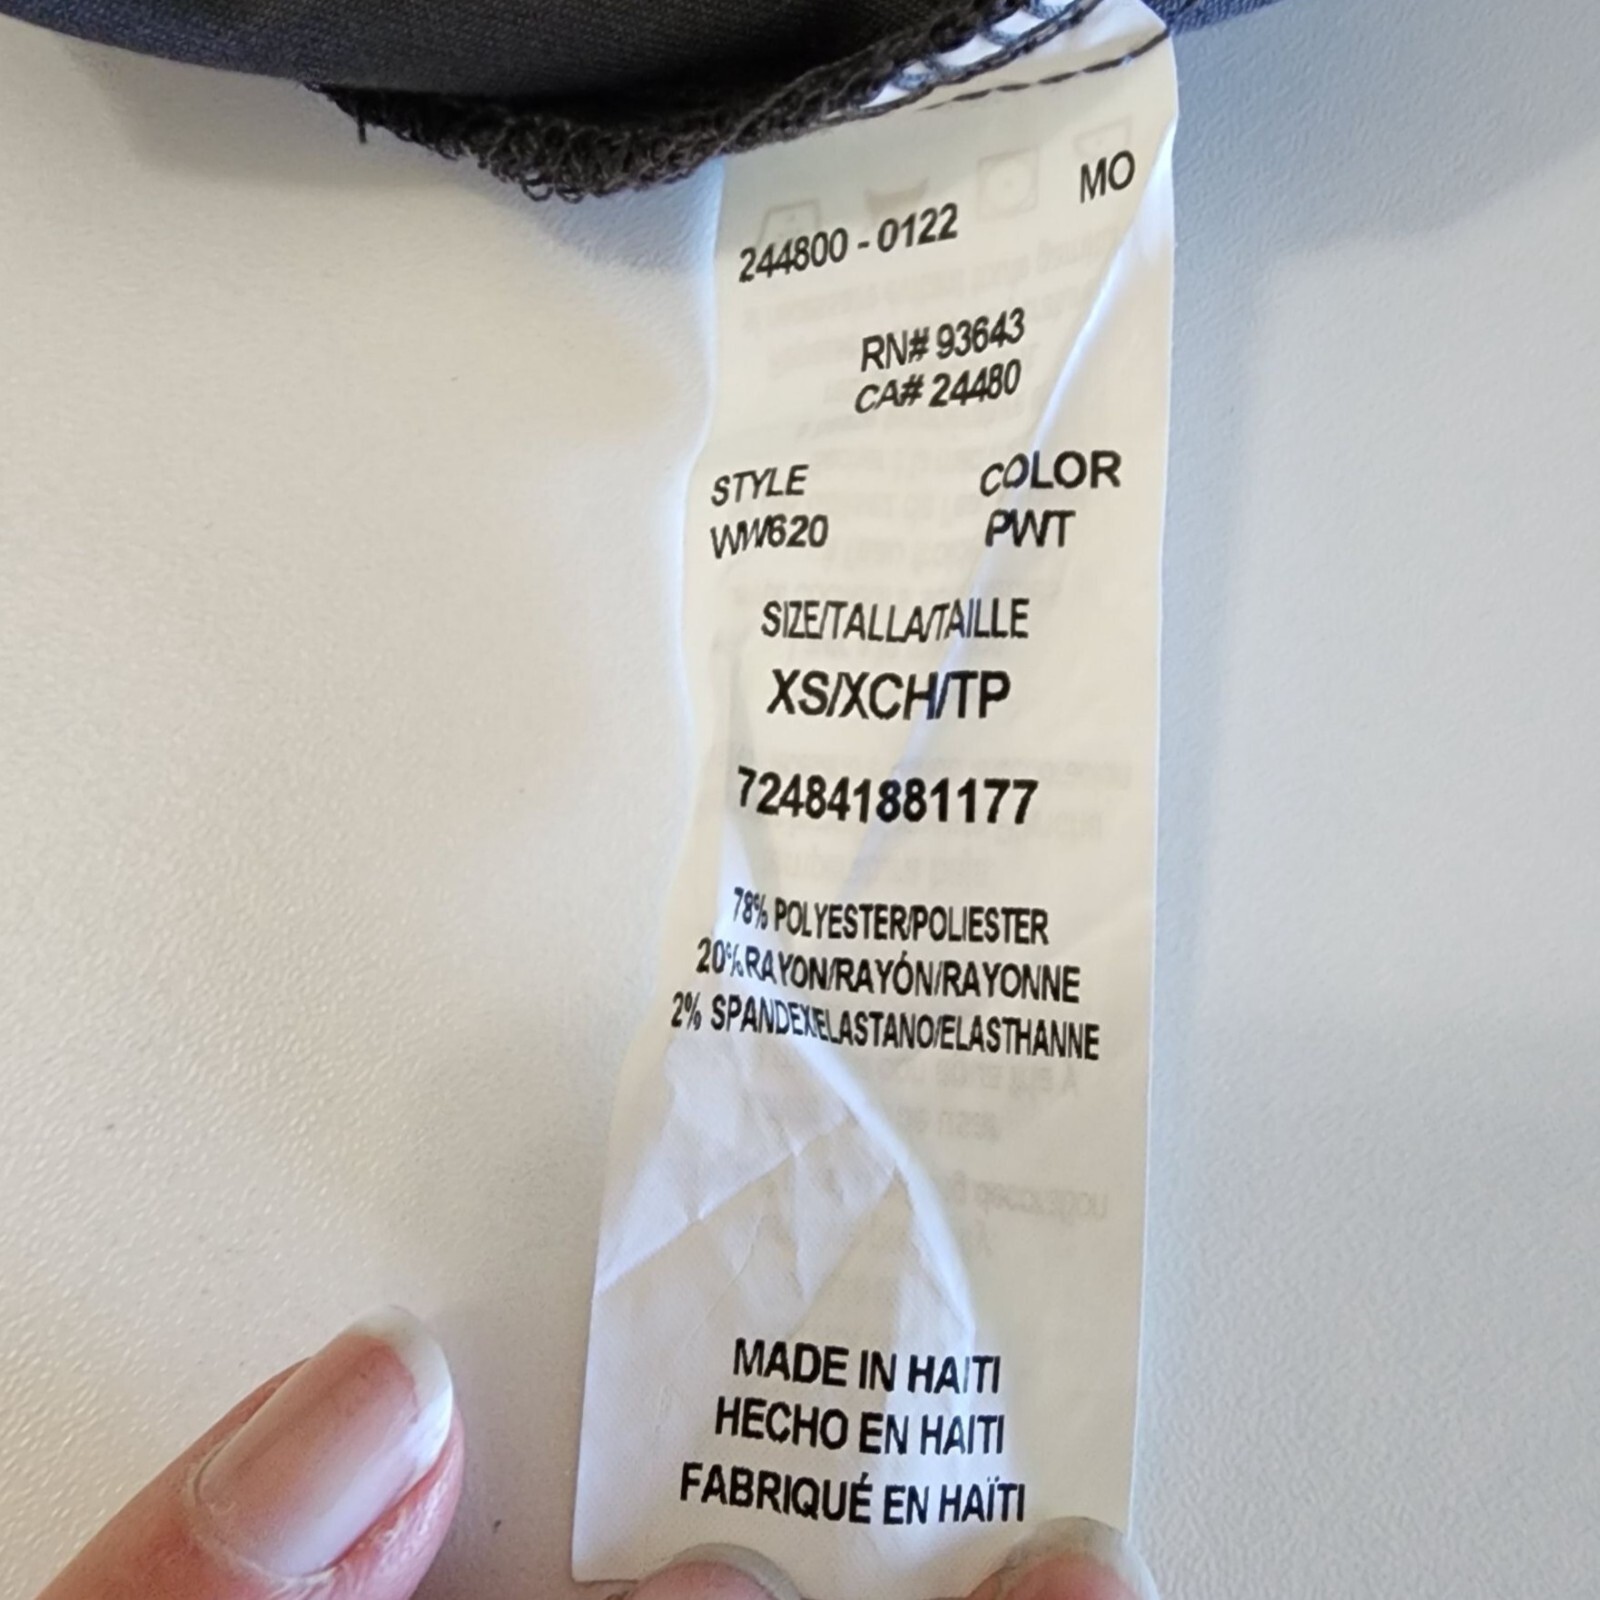 MO
244800 - 0122
RN# 93643
CA# 24480
STYLE COLOR
WW620 PWT
SIZE/TALLA/TAILLE
XS/XCH/TP
724841881177
78% POLYESTER/POLIESTER
20% RAYON/RAYÓN/RAYONNE
2% SPANDEX/ELASTANO/ELASTHANNE
MADE IN HAITI
HECHO EN HAITI
FABRIQUÉ EN HAÏTI